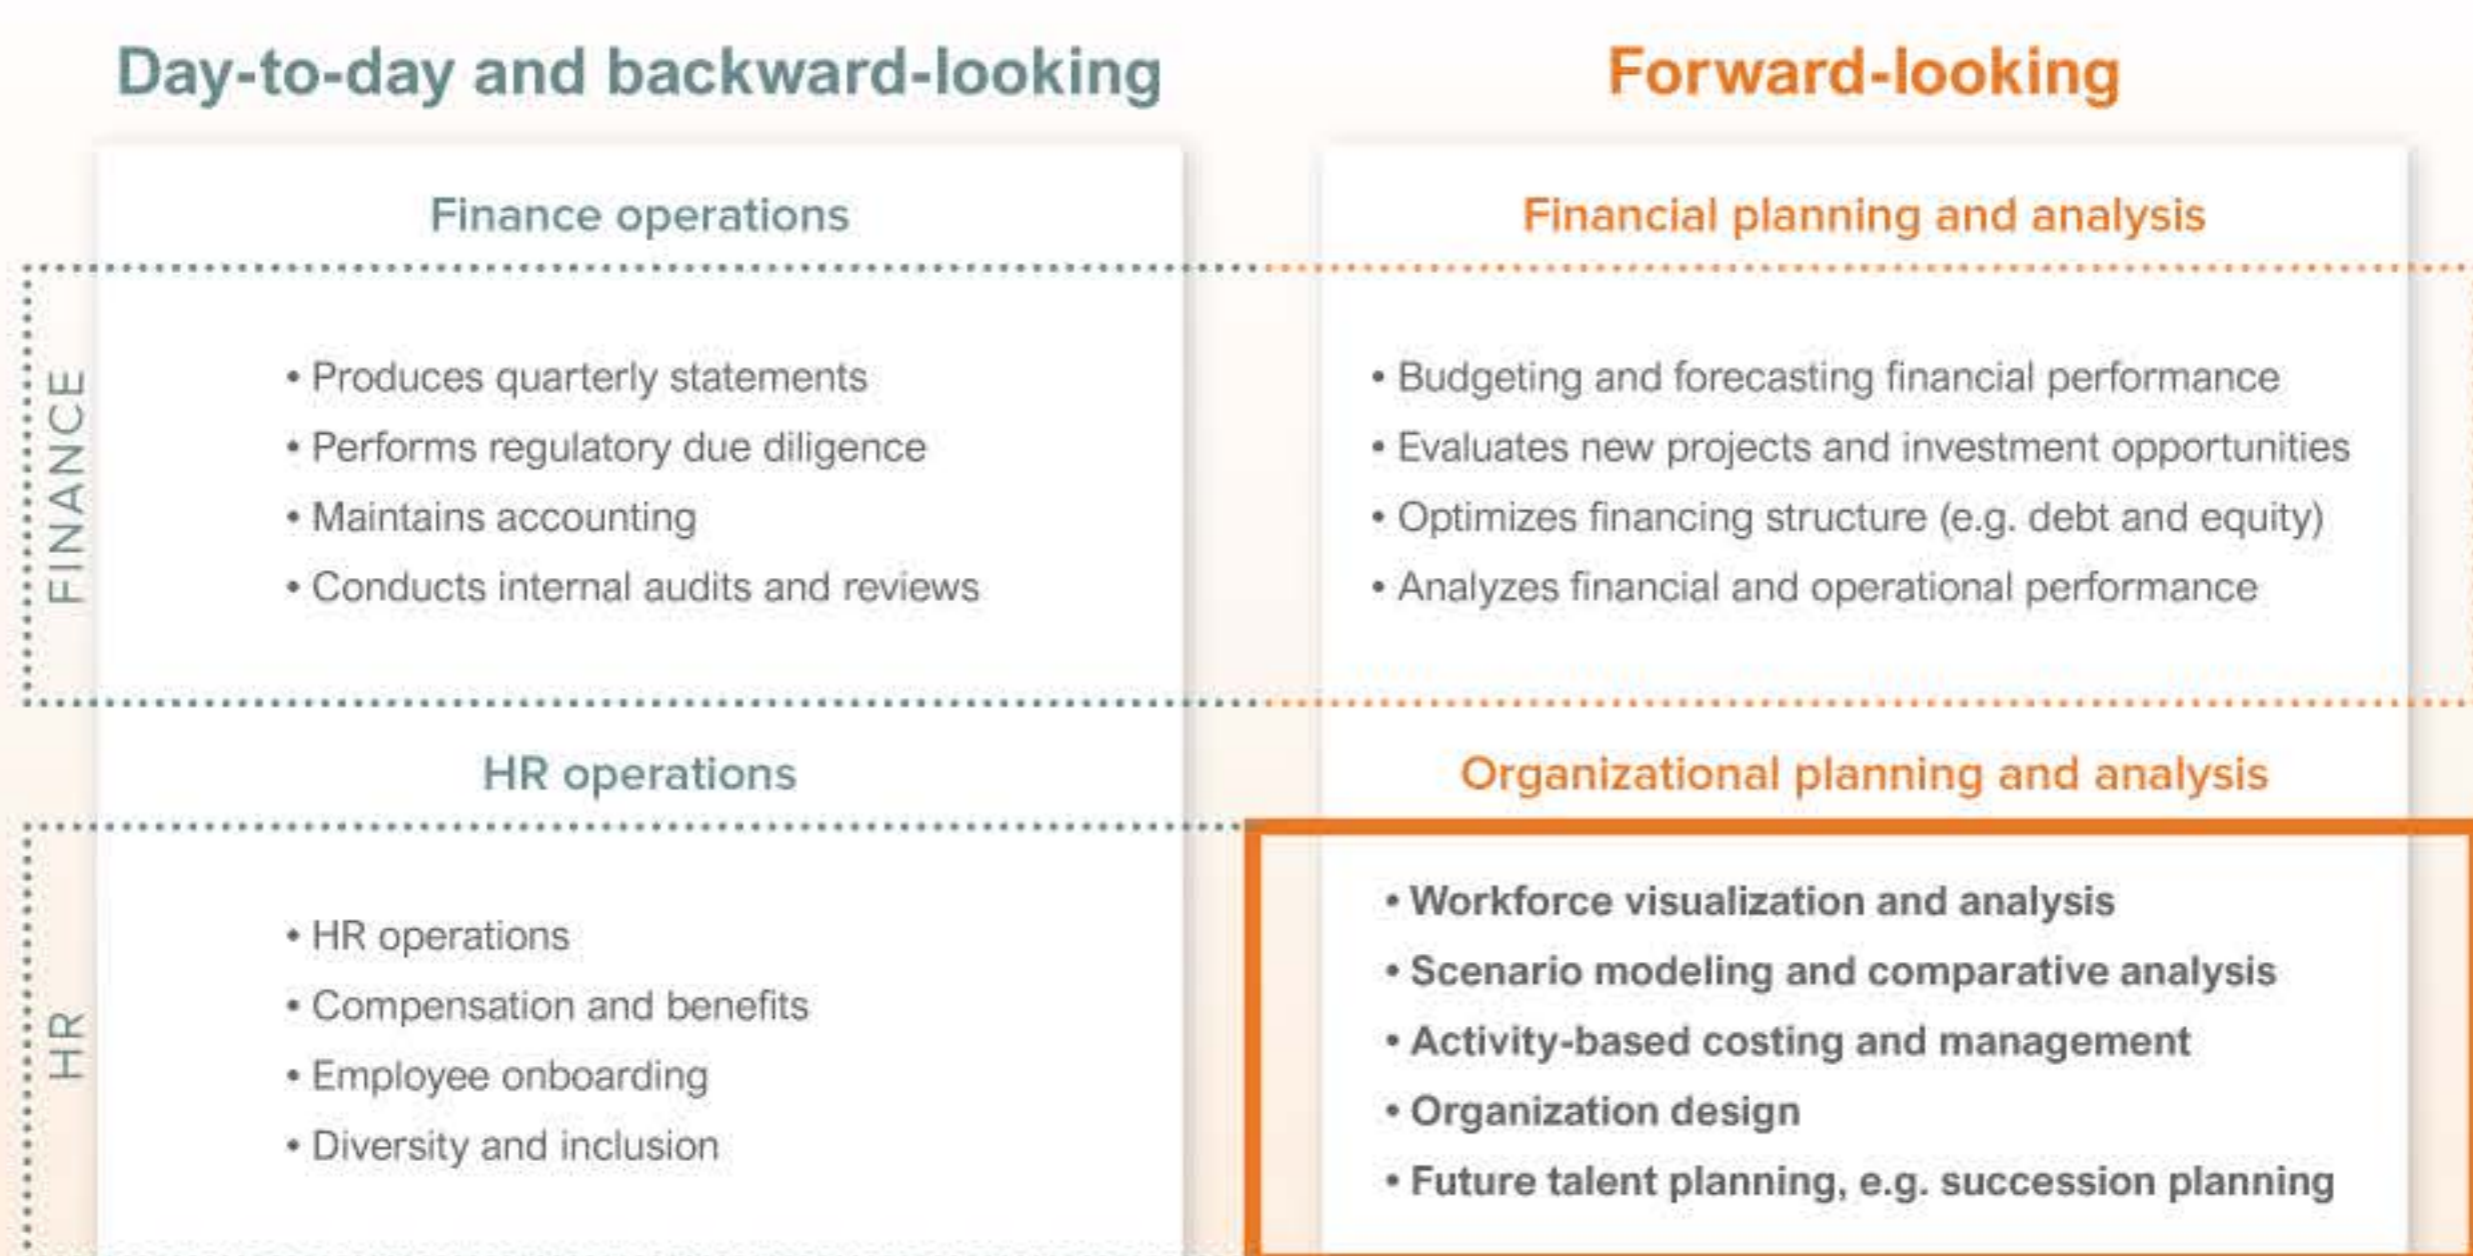 Day-to-day and backward-looking
Forward-looking
Finance operations
Financial planning and analysis
FINANCE
• Produces quarterly statements
• Performs regulatory due diligence
• Maintains accounting
• Conducts internal audits and reviews
• Budgeting and forecasting financial performance
• Evaluates new projects and investment opportunities
• Optimizes financing structure (e.g. debt and equity)
• Analyzes financial and operational performance
HR operations
Organizational planning and analysis
HR
• HR operations
• Compensation and benefits
• Employee onboarding
• Diversity and inclusion
• Workforce visualization and analysis
• Scenario modeling and comparative analysis
• Activity-based costing and management
• Organization design
• Future talent planning, e.g. succession planning